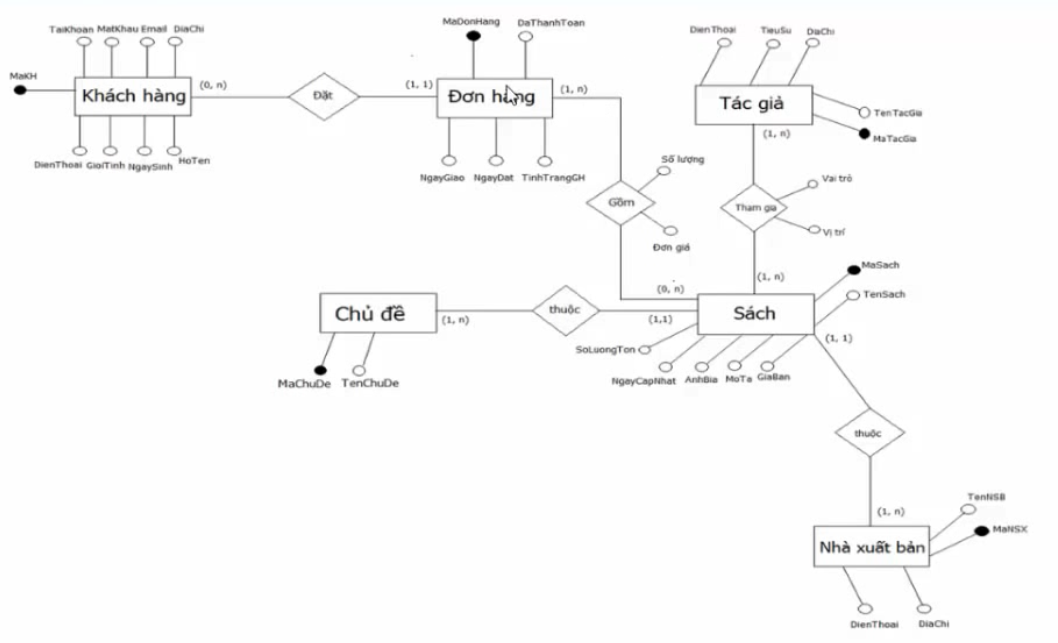 TaiKhoan MatKhau Email DiaChi
MaKH
Khách hàng
(0, n)
DienThoai GioiTinh NgaySinh HoTen
Đặt
(1, 1)
MaDonHang DaThanhToan
Đơn hàng
(1, n)
NgayGiao NgayDat TinhTrangGH
Gồm
Số lượng
Đơn giá
(0, n)
DienThoai TieuSu DiaChi
Tác giả
TenTacGia
MaTacGia
(1, n)
Tham gia
Vai trò
Vị trí
(1, n)
Chủ đề
(1, n)
MaChuDe TenChuDe
thuộc
(1,1)
Sách
MaSach
TenSach
SoLuongTon
NgayCapNhat AnhBia MoTa GiaBan
(1, 1)
thuộc
(1, n)
Nhà xuất bản
TenNSB
MaNSX
DienThoai DiaChi